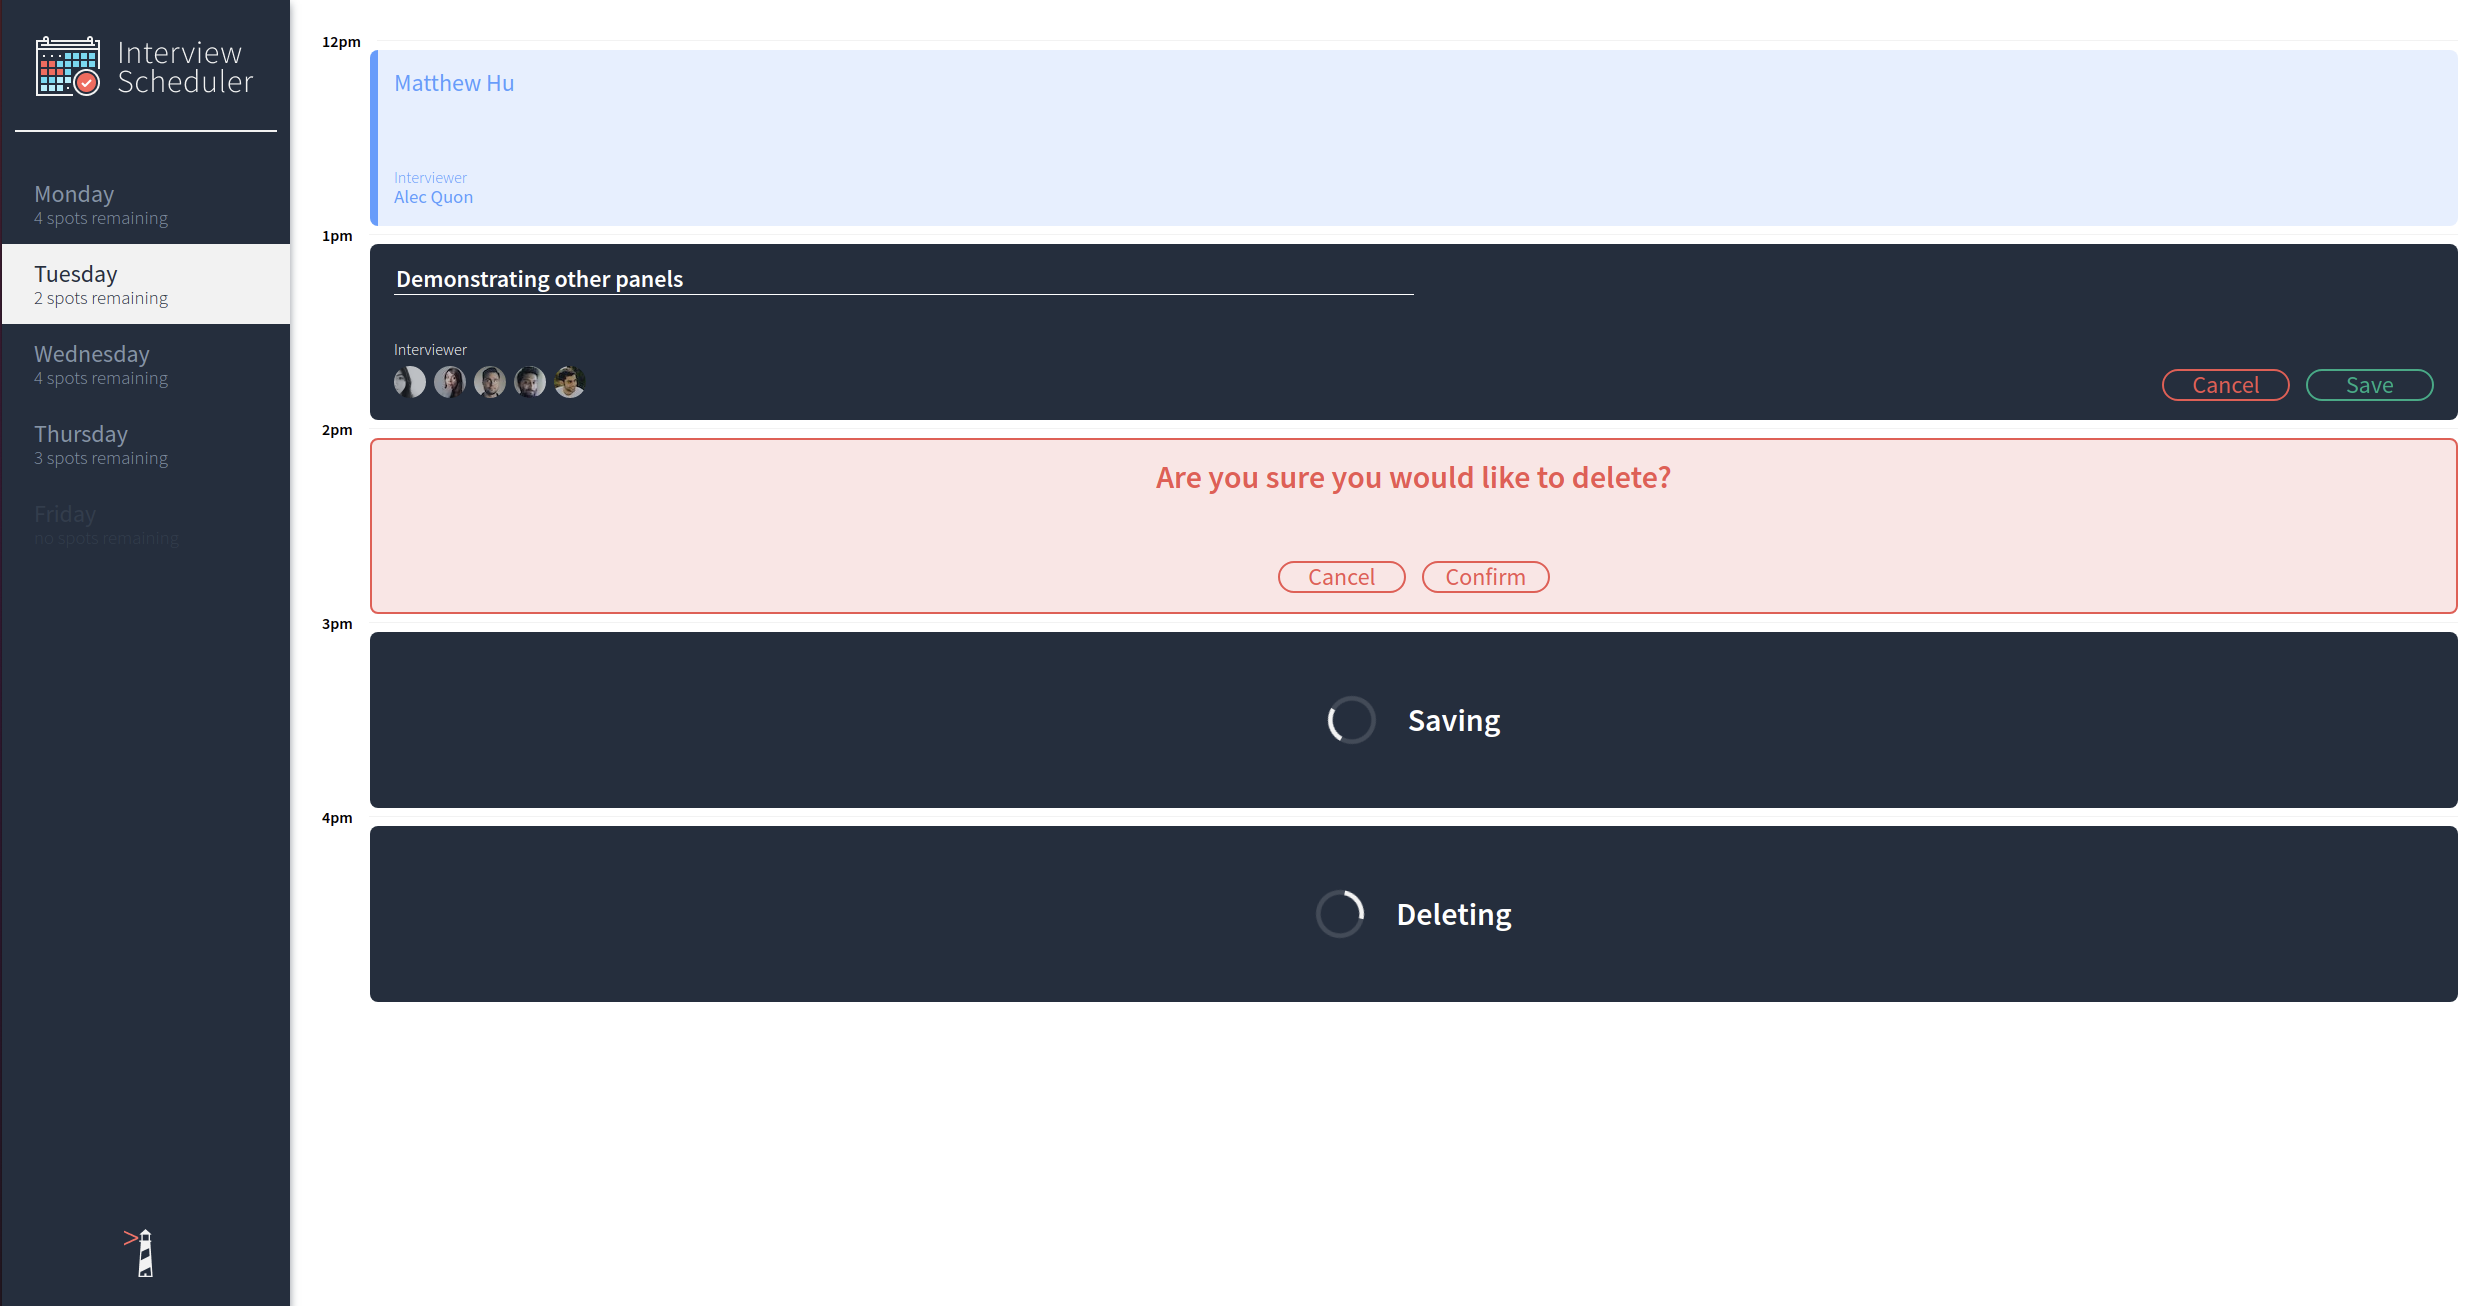 Interview
Scheduler
Monday
4 spots remaining
Tuesday
2 spots remaining
Wednesday
4 spots remaining
Thursday
3 spots remaining
Friday
no spots remaining
12pm
Matthew Hu
Interviewer
Alec Quon
1pm
Demonstrating other panels
Interviewer
Cancel Save
2pm
Are you sure you would like to delete?
Cancel Confirm
3pm
Saving
4pm
Deleting